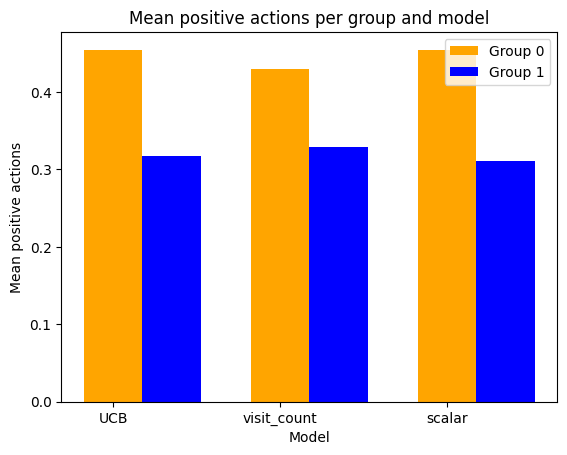 Mean positive actions per group and model
Group 0
Group 1
Mean positive actions
0.4
0.3
0.2
0.1
0.0
UCB
visit_count
scalar
Model